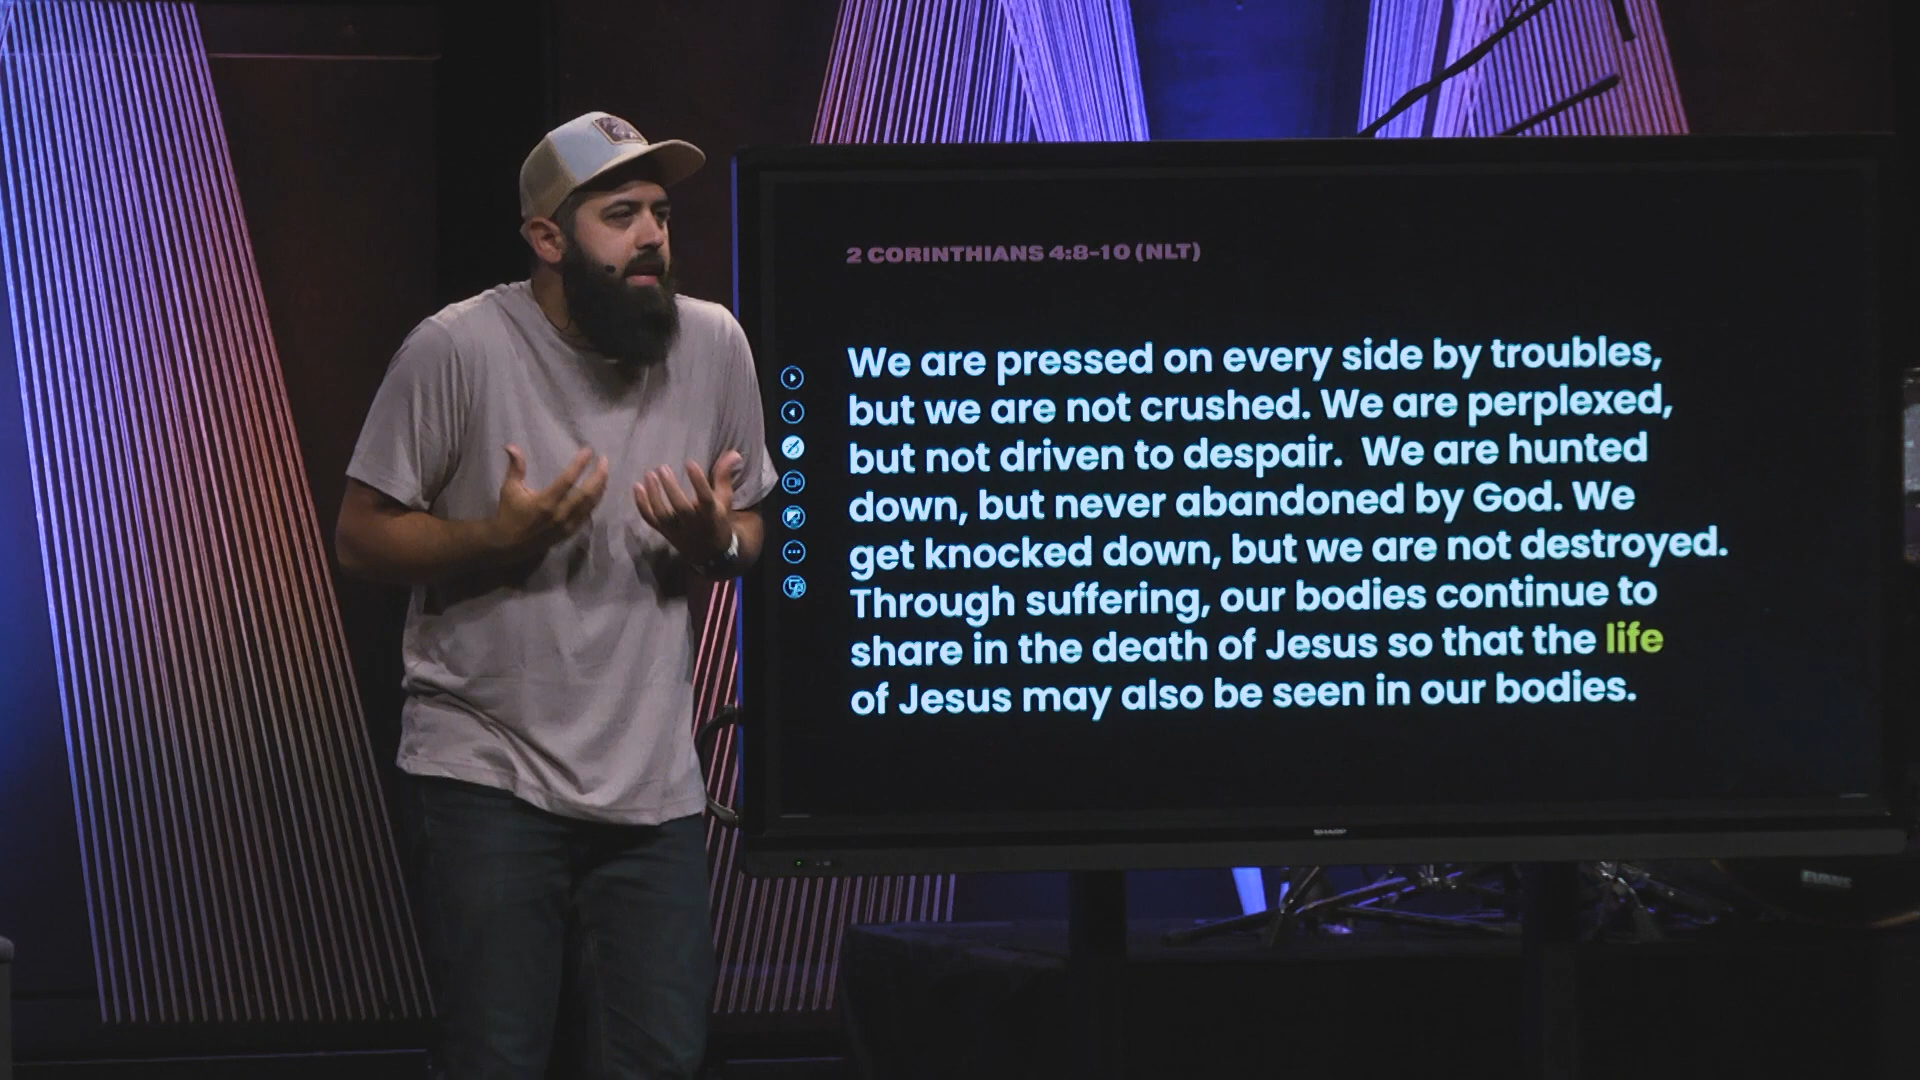 2 CORINTHIANS 4:8-10 (NLT)
We are pressed on every side by troubles,
but we are not crushed. We are perplexed,
but not driven to despair.  We are hunted
down, but never abandoned by God. We
get knocked down, but we are not destroyed.
Through suffering, our bodies continue to
share in the death of Jesus so that the life
of Jesus may also be seen in our bodies.
SHARP
EVANS